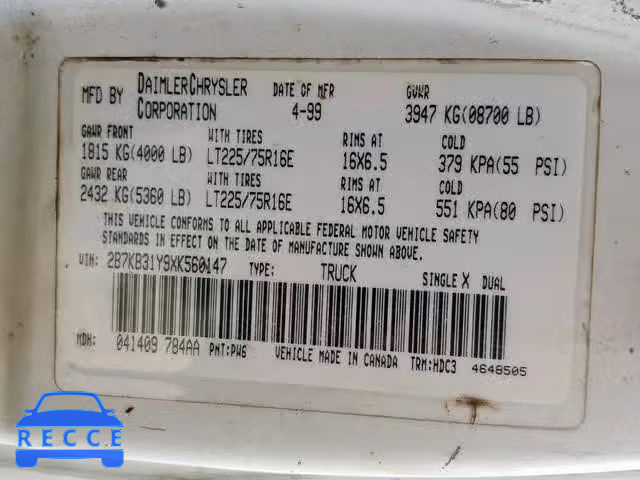 MFD BY DAIMLERCHRYSLER CORPORATION DATE OF MFR 4-99 GVWR 3947 KG(08700 LB)
GAWR FRONT WITH TIRES RIMS AT COLD
1815 KG(4000 LB) LT225/75R16E 16X6.5 379 KPA(55 PSI)
GAWR REAR WITH TIRES RIMS AT COLD
2432 KG(5360 LB) LT225/75R16E 16X6.5 551 KPA(80 PSI)
THIS VEHICLE CONFORMS TO ALL APPLICABLE FEDERAL MOTOR VEHICLE SAFETY
STANDARDS IN EFFECT ON THE DATE OF MANUFACTURE SHOWN ABOVE.
VIN: 2B7KB31Y9XK560147 TYPE: TRUCK SINGLE X DUAL
MDH: 041409 784AA PNT:PW6 VEHICLE MADE IN CANADA TRM:HDC3 4648505
RECCE